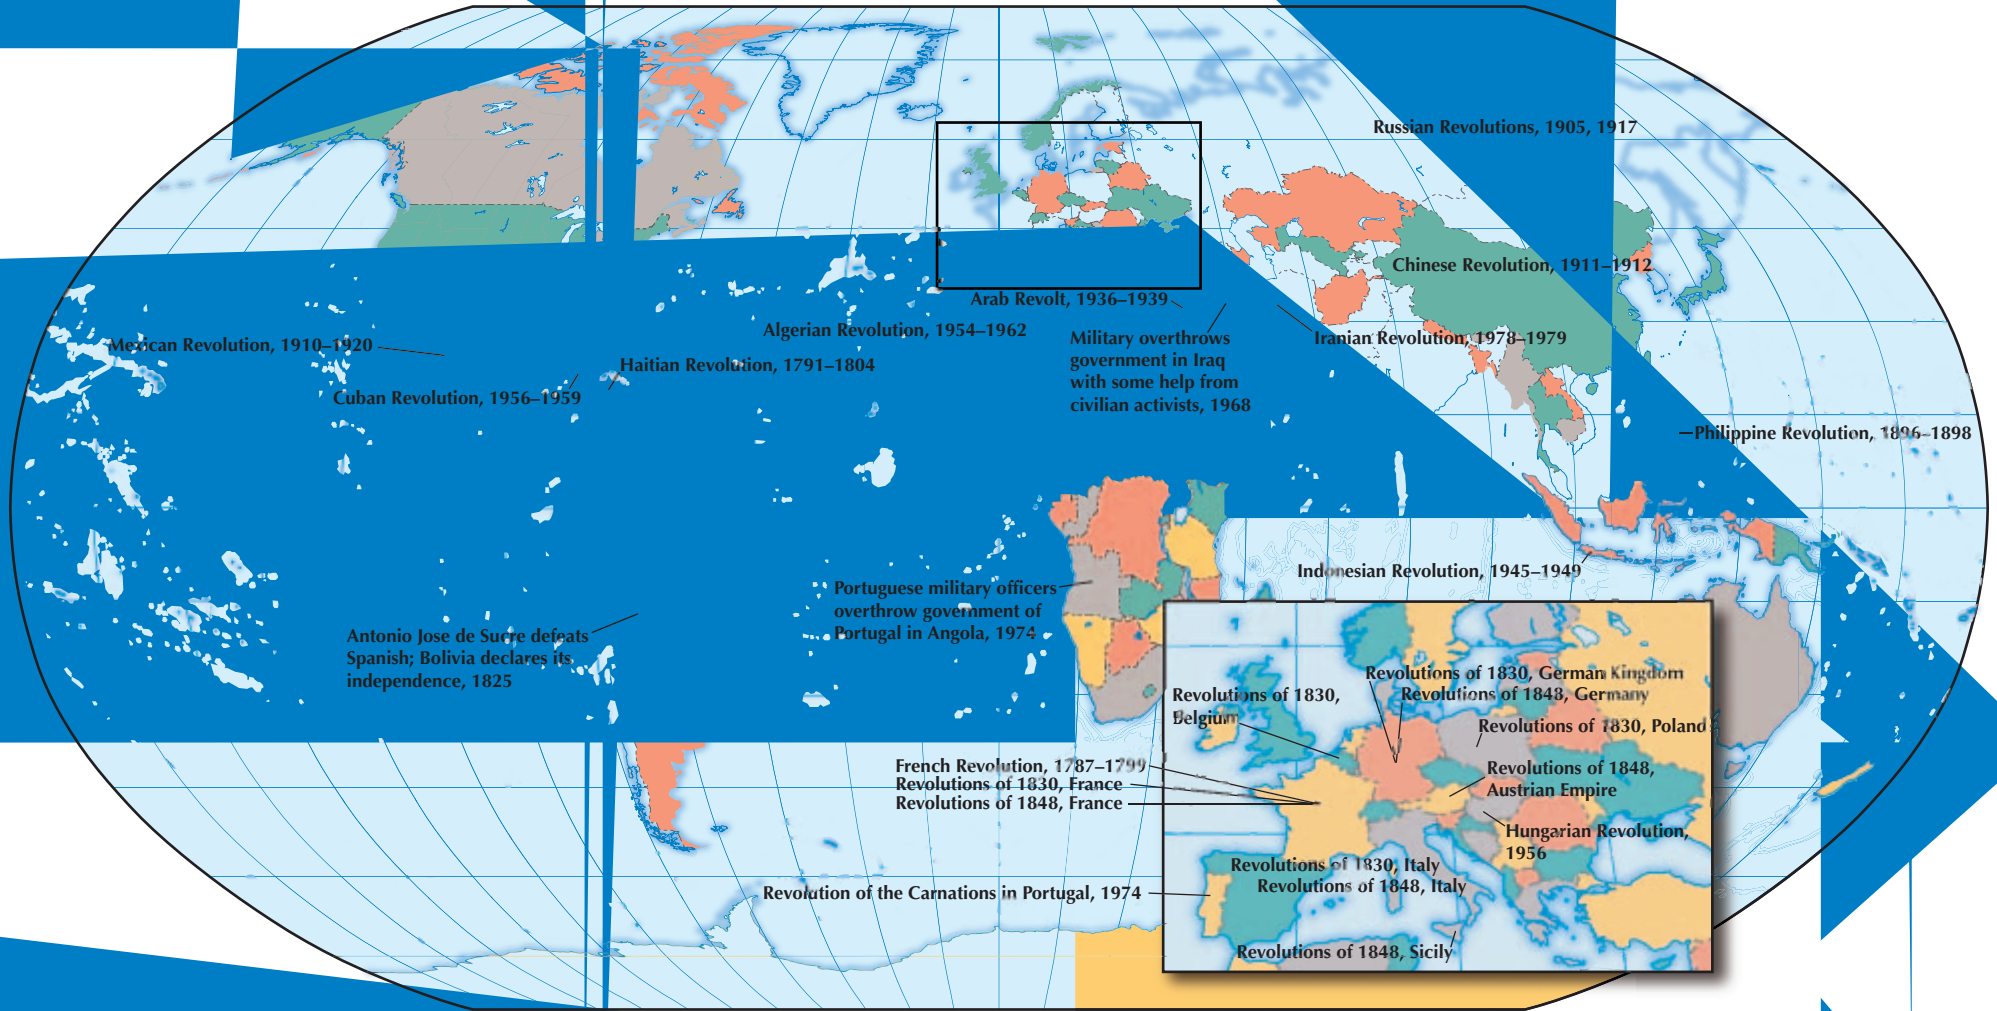 Russian Revolutions, 1905, 1917
Chinese Revolution, 1911–1912
Arab Revolt, 1936–1939
Algerian Revolution, 1954–1962
Military overthrows
government in Iraq
with some help from
civilian activists, 1968
Iranian Revolution, 1978–1979
Mexican Revolution, 1910–1920
Haitian Revolution, 1791–1804
Cuban Revolution, 1956–1959
Philippine Revolution, 1896–1898
Indonesian Revolution, 1945–1949
Portuguese military officers
overthrow government of
Portugal in Angola, 1974
Antonio Jose de Sucre defeats
Spanish; Bolivia declares its
independence, 1825
Revolutions of 1830, German Kingdom
Revolutions of 1848, Germany
Revolutions of 1830,
Belgium
Revolutions of 1830, Poland
French Revolution, 1787–1799
Revolutions of 1830, France
Revolutions of 1848, France
Revolutions of 1848,
Austrian Empire
Hungarian Revolution,
1956
Revolutions of 1830, Italy
Revolutions of 1848, Italy
Revolution of the Carnations in Portugal, 1974
Revolutions of 1848, Sicily